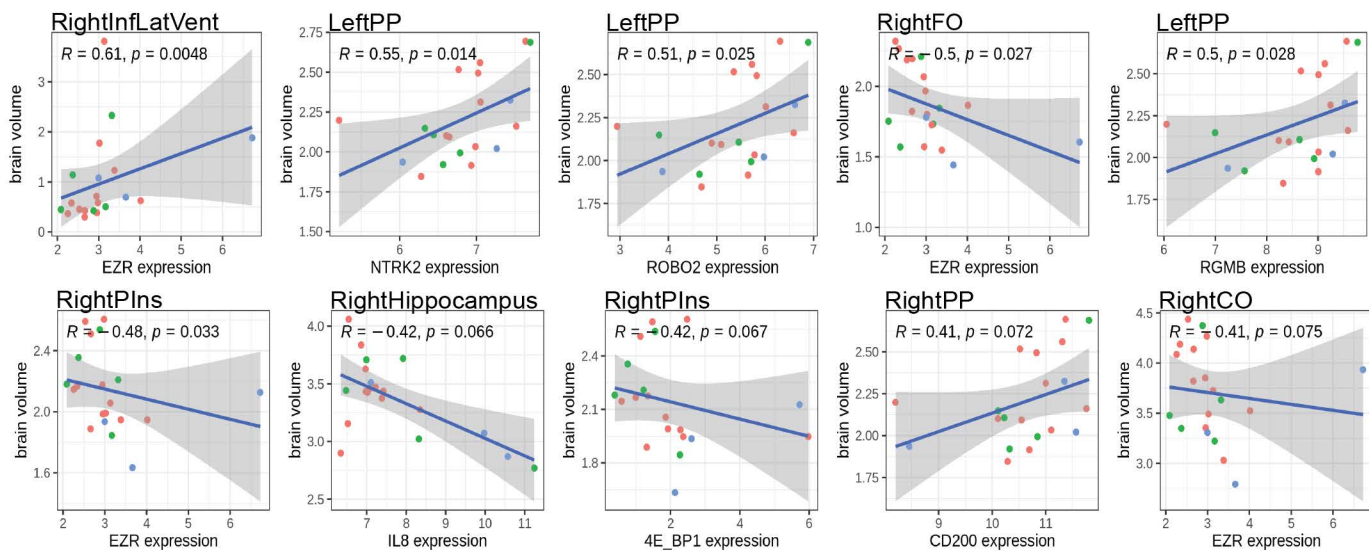 RightInfLatVent
R = 0.61, p = 0.0048
brain volume
3
2
1
0
2 3 4 5 6
EZR expression
LeftPP
R = 0.55, p = 0.014
brain volume
2.75
2.50
2.25
2.00
1.75
1.50
6 7
NTRK2 expression
LeftPP
R = 0.51, p = 0.025
brain volume
2.50
2.25
2.00
1.75
3 4 5 6 7
ROBO2 expression
RightFO
R = −0.5, p = 0.027
brain volume
2.0
1.5
1.0
2 3 4 5 6
EZR expression
LeftPP
R = 0.5, p = 0.028
brain volume
2.50
2.25
2.00
1.75
6 7 8 9
RGMB expression
RightPIns
R = −0.48, p = 0.033
brain volume
2.4
2.0
1.6
2 3 4 5 6
EZR expression
RightHippocampus
R = −0.42, p = 0.066
brain volume
4.0
3.5
3.0
2.5
7 8 9 10 11
IL8 expression
RightPIns
R = −0.42, p = 0.067
brain volume
2.4
2.1
1.8
2 4 6
4E_BP1 expression
RightPP
R = 0.41, p = 0.072
brain volume
2.50
2.25
2.00
1.75
9 10 11
CD200 expression
RightCO
R = −0.41, p = 0.075
brain volume
4.5
4.0
3.5
3.0
2 3 4 5 6
EZR expression